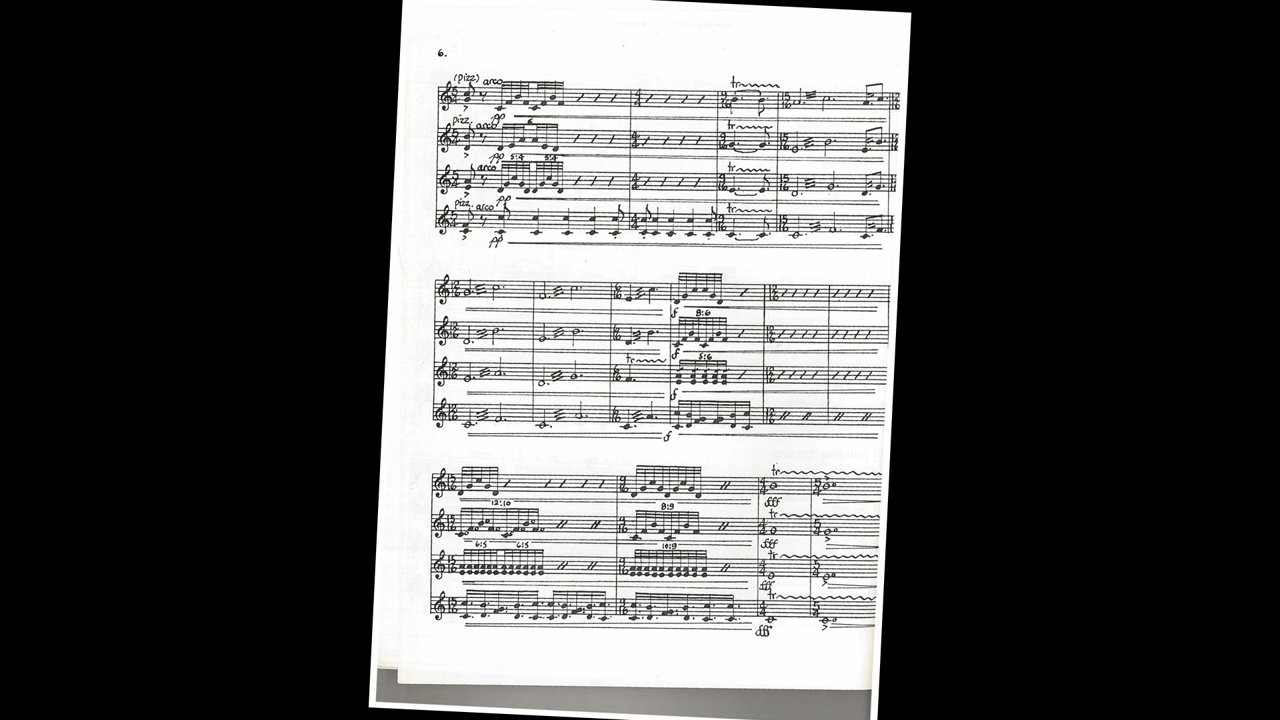 6.
(pizz) arco
tr
pp
6
pizz. arco
tr
pp
5:4 5:4
arco
tr
pp
pizz. arco
tr
pp
f
8:6
f
tr
5:6
f
f
tr
12:10
8:9
fff
tr
6:5 6:5
10:9
fff
tr
fff
tr
fff